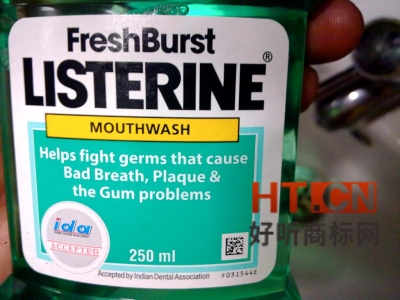 FreshBurst
LISTERINE®
MOUTHWASH
Helps fight germs that cause
Bad Breath, Plaque &
the Gum problems
ida
ACCEPTED
250 ml
Accepted by Indian Dental Association
F031544E
HT.CN
好听商标网